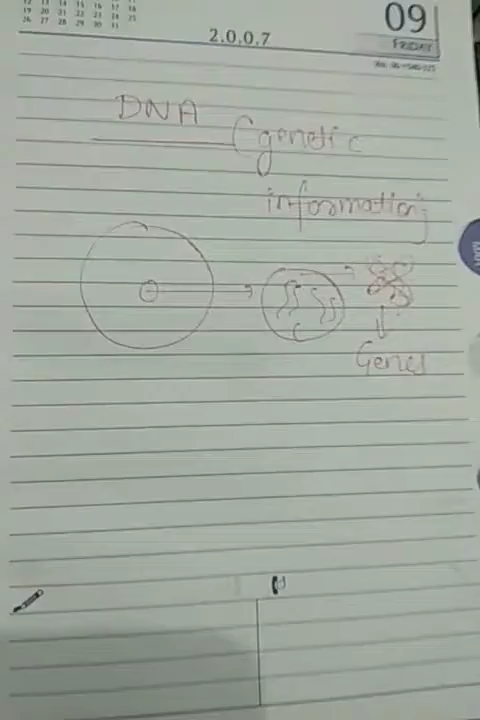 2.0.0.7
09
FRIDAY
DNA
(genetic
information;
Genes